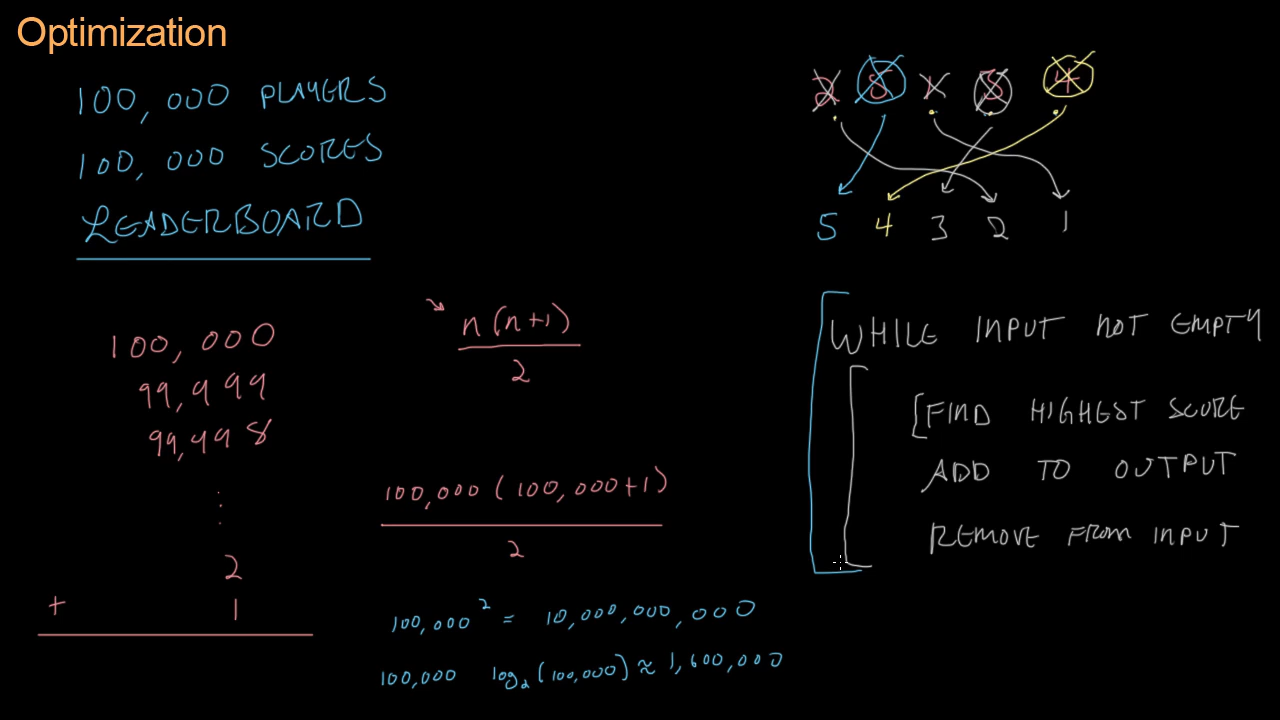 Optimization
100,000 PLAYERS
100,000 SCORES
LEADERBOARD
2 5 1 3 4
5 4 3 2 1
100,000
99,999
99,998
⋮
2
+ 1
n(n+1)
2
100,000 (100,000+1)
2
100,000² = 10,000,000,000
100,000 log₂(100,000) ≈ 1,600,000
WHILE INPUT NOT EMPTY
[FIND HIGHEST SCORE
ADD TO OUTPUT
REMOVE FROM INPUT